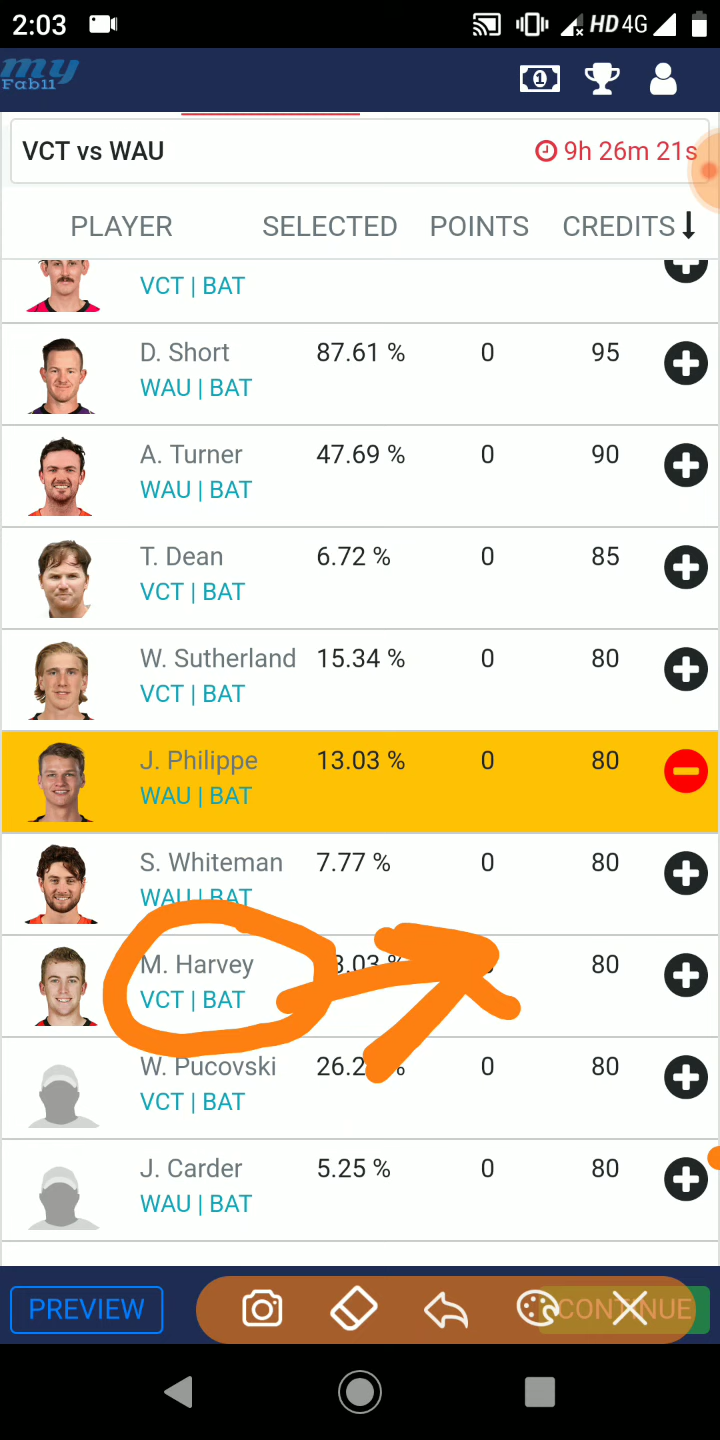 2:03 HD 4G
my
Fab11
VCT vs WAU 9h 26m 21s
PLAYER SELECTED POINTS CREDITS
VCT | BAT
D. Short 87.61 % 0 95
WAU | BAT
A. Turner 47.69 % 0 90
WAU | BAT
T. Dean 6.72 % 0 85
VCT | BAT
W. Sutherland 15.34 % 0 80
VCT | BAT
J. Philippe 13.03 % 0 80
WAU | BAT
S. Whiteman 7.77 % 0 80
WAU | BAT
M. Harvey 80
VCT | BAT
W. Pucovski 0 80
VCT | BAT
J. Carder 5.25 % 0 80
WAU | BAT
PREVIEW CONTINUE